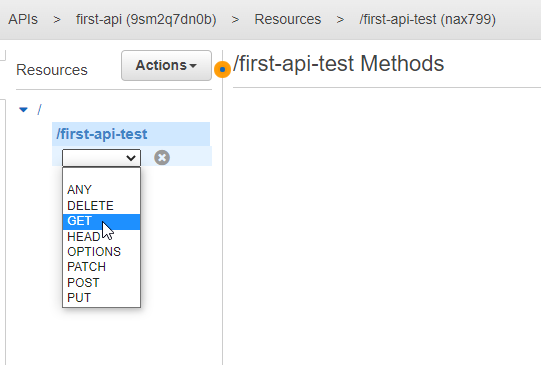 APIs > first-api (9sm2q7dn0b) > Resources > /first-api-test (nax799)
Resources
Actions
/first-api-test Methods
/
/first-api-test
ANY
DELETE
GET
HEAD
OPTIONS
PATCH
POST
PUT